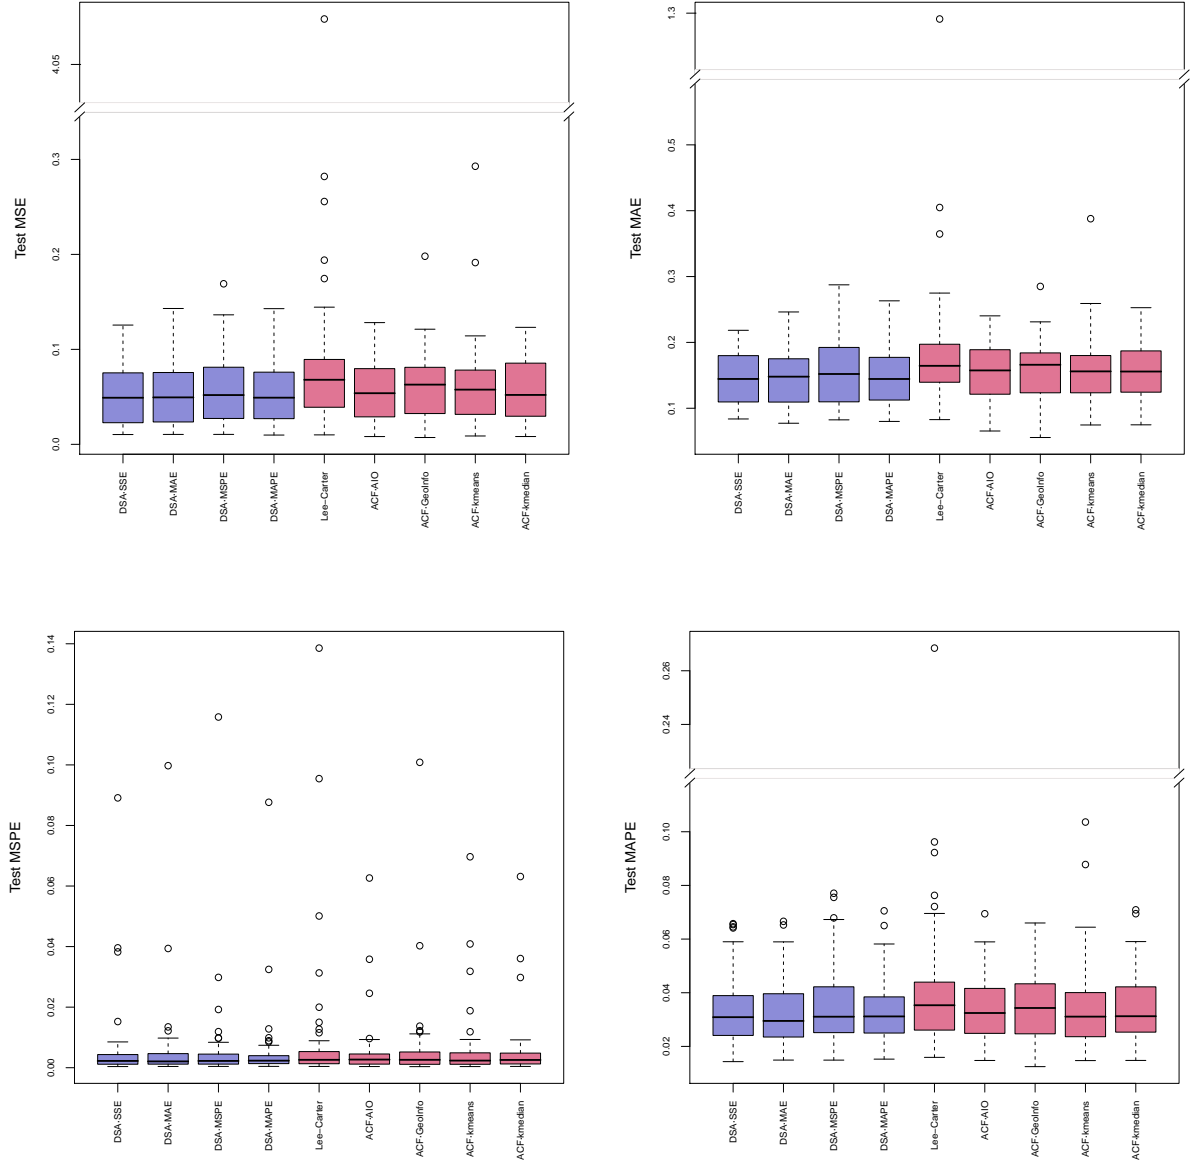 Test MSE
4.05
0.3
0.2
0.1
0.0
DSA-SSE
DSA-MAE
DSA-MSPE
DSA-MAPE
Lee−Carter
ACF-AIO
ACF-GeoInfo
ACF-kmeans
ACF-kmedian
Test MAE
1.3
0.5
0.4
0.3
0.2
0.1
DSA-SSE
DSA-MAE
DSA-MSPE
DSA-MAPE
Lee−Carter
ACF-AIO
ACF-GeoInfo
ACF-kmeans
ACF-kmedian
Test MSPE
0.14
0.12
0.10
0.08
0.06
0.04
0.02
0.00
DSA-SSE
DSA-MAE
DSA-MSPE
DSA-MAPE
Lee−Carter
ACF-AIO
ACF-GeoInfo
ACF-kmeans
ACF-kmedian
Test MAPE
0.26
0.24
0.10
0.08
0.06
0.04
0.02
DSA-SSE
DSA-MAE
DSA-MSPE
DSA-MAPE
Lee−Carter
ACF-AIO
ACF-GeoInfo
ACF-kmeans
ACF-kmedian